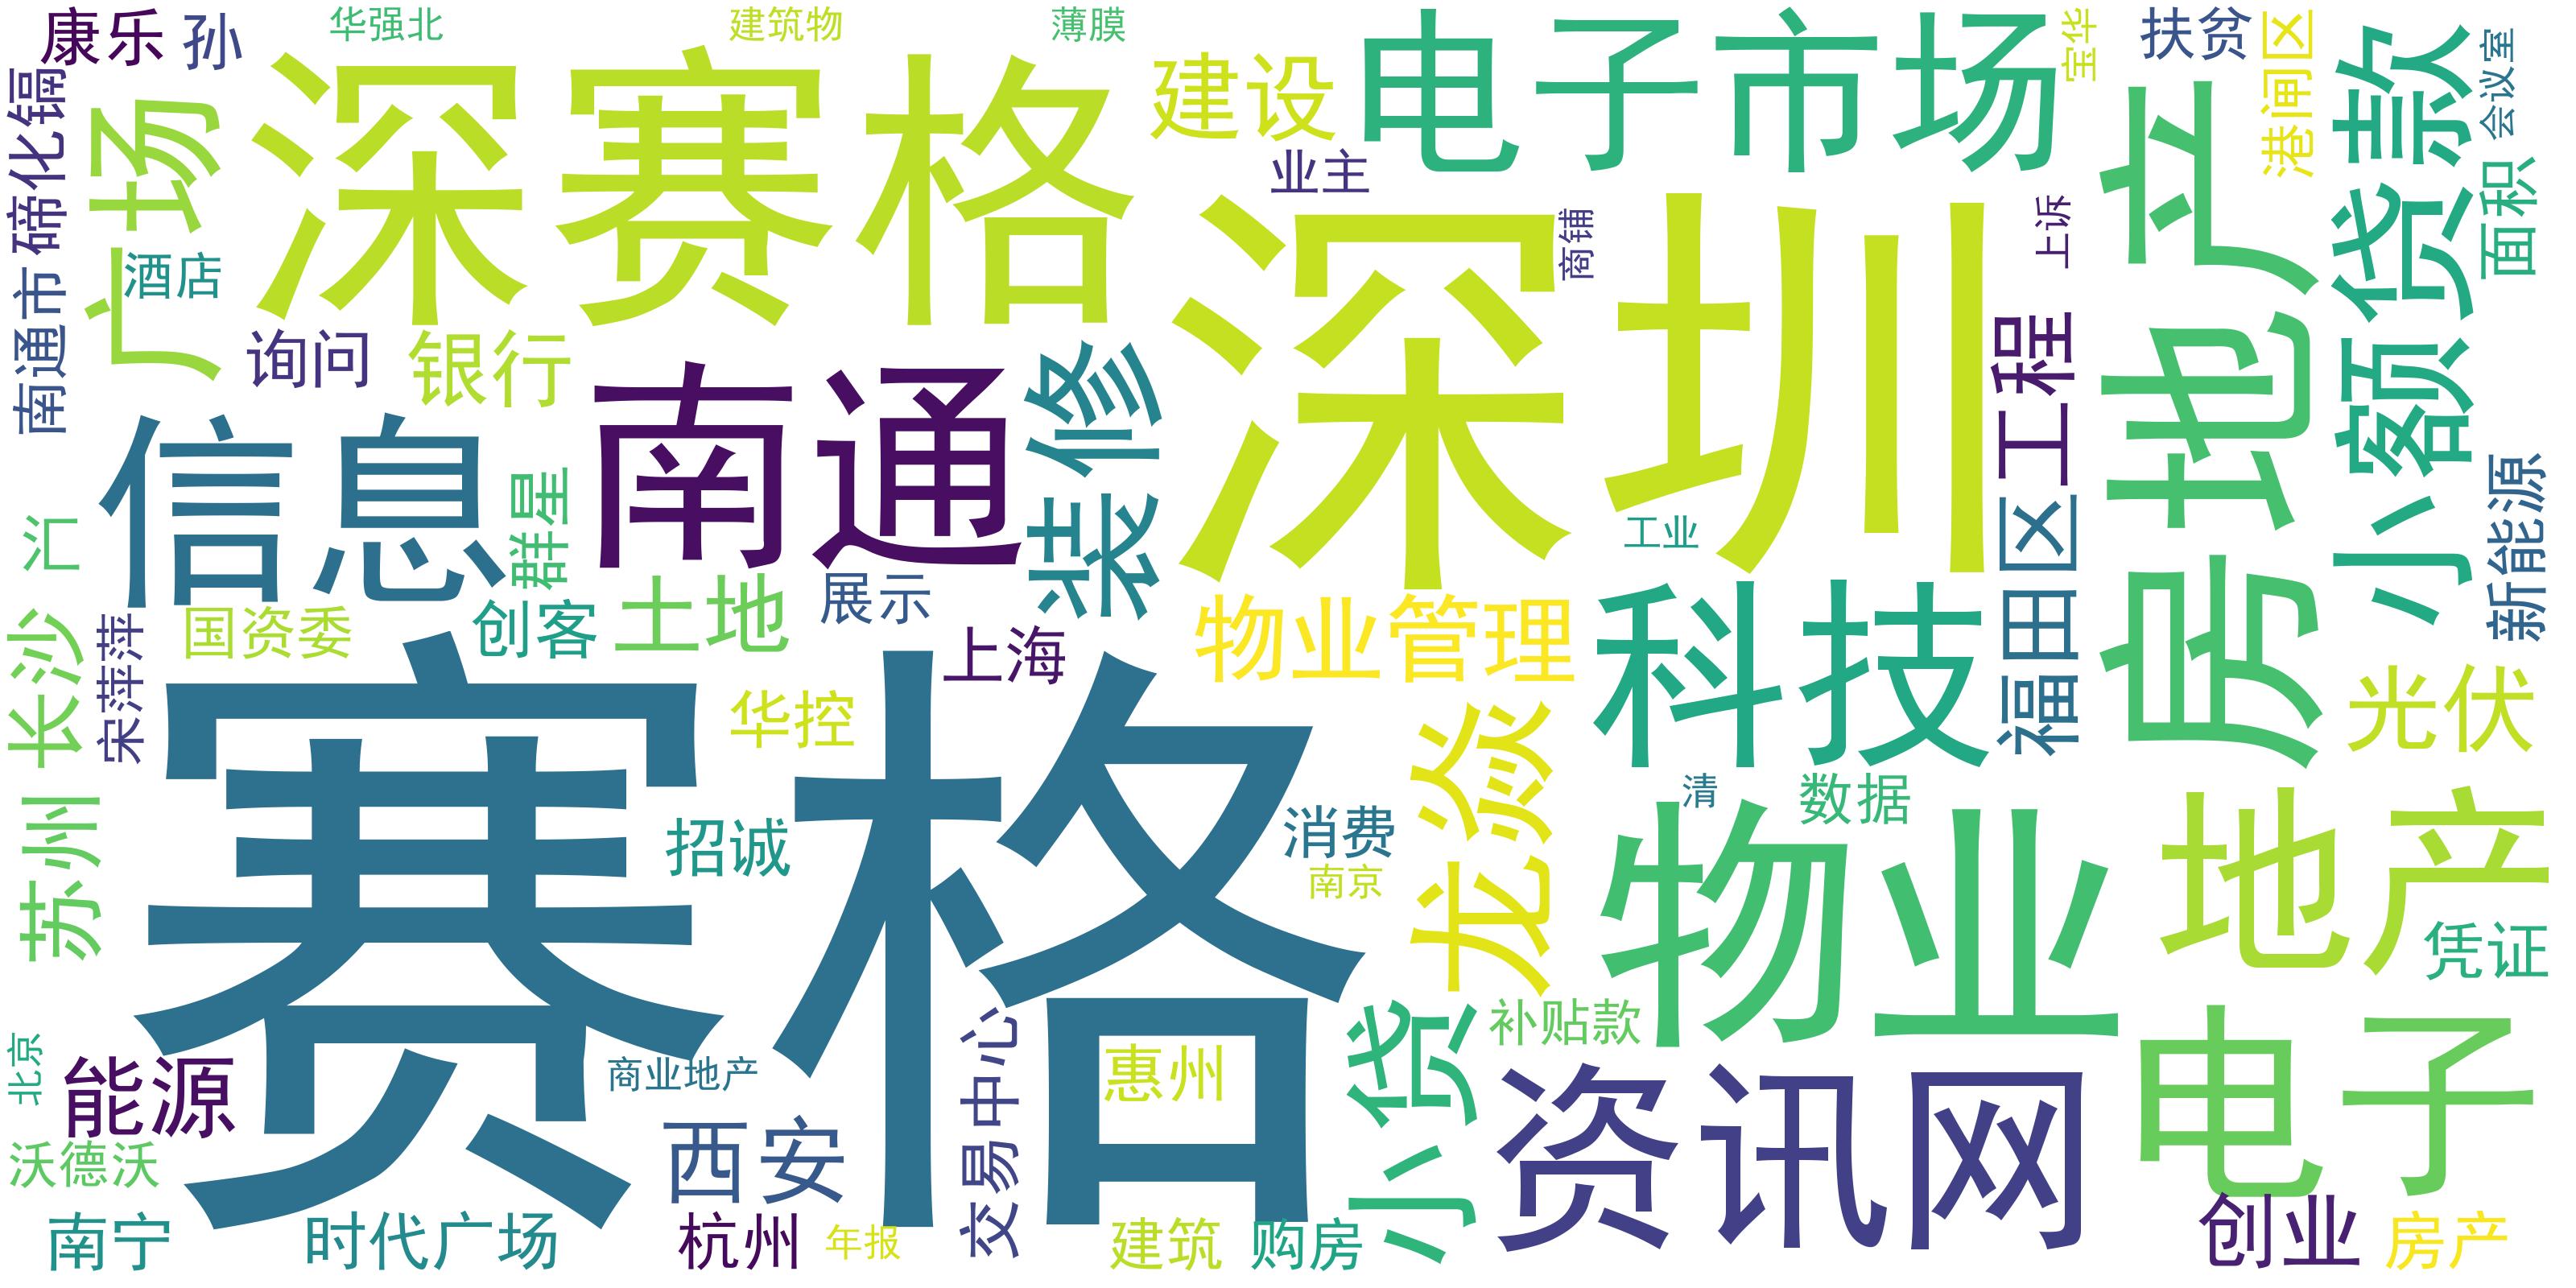 康乐
孙
华强北
建筑物
薄膜
建设
电子市场
宝华
扶贫
港闸区
小额贷款
会议室
南通市
碲化镉
广场
深赛格
业主
商铺
上诉
房地产
面积
酒店
深圳
询问
银行
南通
装修
工程
信息
群星
工业
福田区
新能源
汇
国资委
创客
土地
展示
上海
物业管理
科技
长沙
宋萍萍
华控
龙焱
光伏
赛格
招诚
消费
清
数据
物业
地产
苏州
南京
凭证
北京
能源
商业地产
交易中心
惠州
小贷
补贴款
资讯网
电子
沃德沃
西安
南宁
时代广场
杭州
年报
建筑
购房
创业
房产